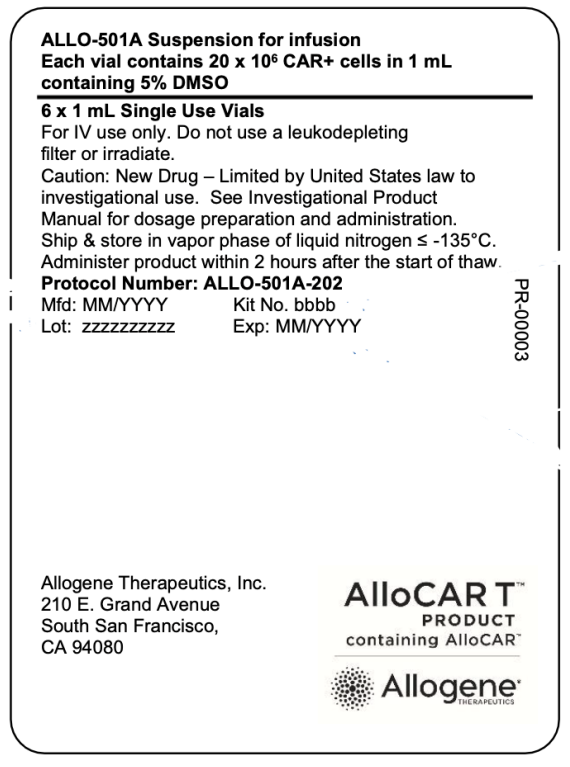 ALLO-501A Suspension for infusion
Each vial contains 20 x 10⁶ CAR+ cells in 1 mL
containing 5% DMSO
6 x 1 mL Single Use Vials
For IV use only. Do not use a leukodepleting
filter or irradiate.
Caution: New Drug – Limited by United States law to
investigational use.  See Investigational Product
Manual for dosage preparation and administration.
Ship & store in vapor phase of liquid nitrogen ≤ -135°C.
Administer product within 2 hours after the start of thaw.
Protocol Number: ALLO-501A-202
Mfd: MM/YYYY Kit No. bbbb
Lot: zzzzzzzzzz Exp: MM/YYYY
PR-00003
Allogene Therapeutics, Inc.
210 E. Grand Avenue
South San Francisco,
CA 94080
AlloCAR T™
PRODUCT
containing AlloCAR™
Allogene®
THERAPEUTICS